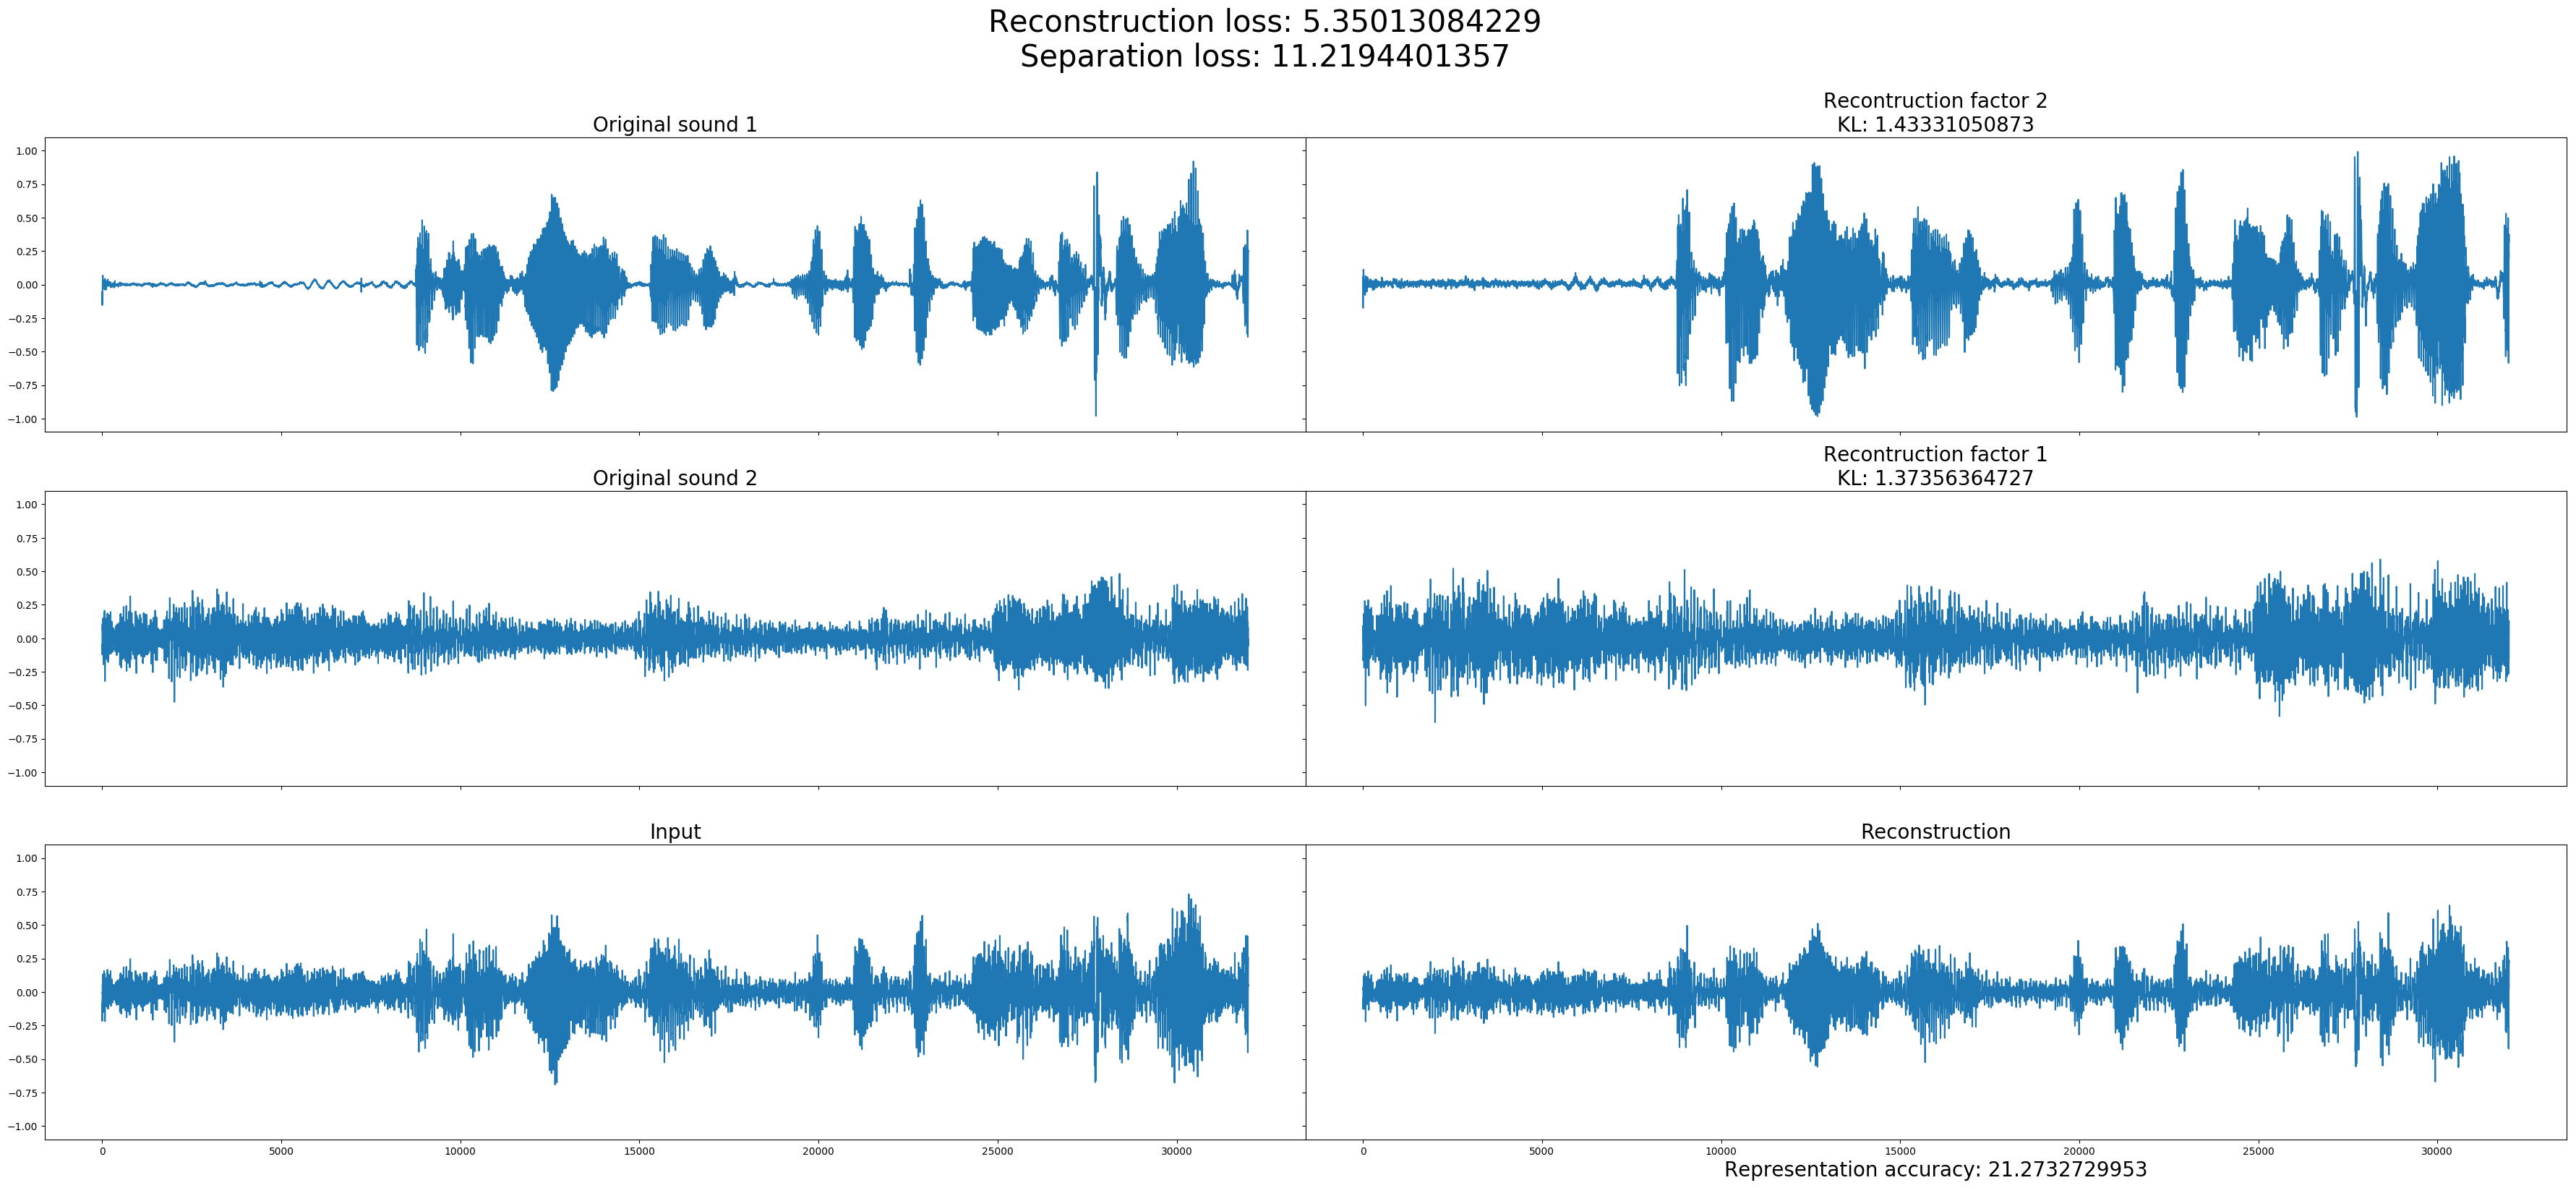 Reconstruction loss: 5.35013084229
Separation loss: 11.2194401357
Original sound 1
Recontruction factor 2
KL: 1.43331050873
1.00
0.75
0.50
0.25
0.00
−0.25
−0.50
−0.75
−1.00
Original sound 2
Recontruction factor 1
KL: 1.37356364727
1.00
0.75
0.50
0.25
0.00
−0.25
−0.50
−0.75
−1.00
Input
Reconstruction
1.00
0.75
0.50
0.25
0.00
−0.25
−0.50
−0.75
−1.00
0 5000 10000 15000 20000 25000 30000
0 5000 10000 15000 20000 25000 30000
Representation accuracy: 21.2732729953